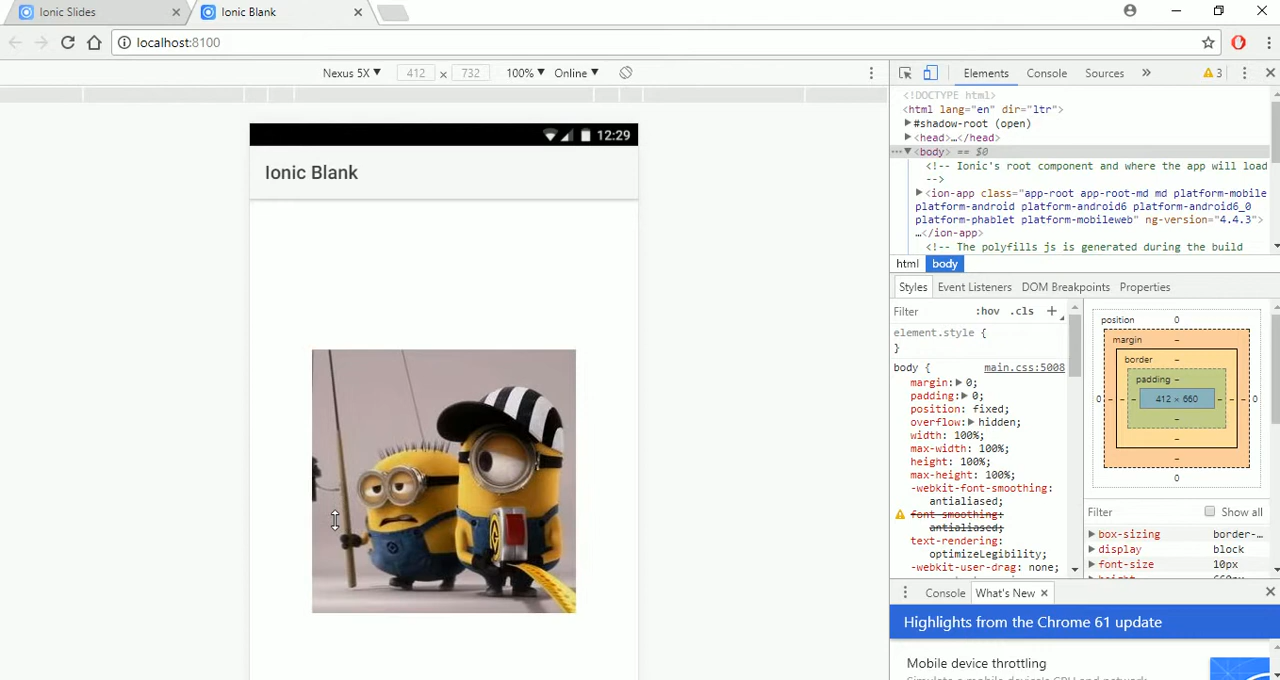 Ionic Slides
Ionic Blank
localhost:8100
Nexus 5X ▼ 412 × 732 100% ▼ Online ▼
12:29
Ionic Blank
Elements Console Sources » 3
<!DOCTYPE html>
<html lang="en" dir="ltr">
▶ #shadow-root (open)
▶ <head>…</head>
… ▼ <body> == $0
<!-- Ionic's root component and where the app will load
-->
▶ <ion-app class="app-root app-root-md md platform-mobile
platform-android platform-android6 platform-android6_0
platform-phablet platform-mobileweb" ng-version="4.4.3">
…</ion-app>
<!-- The polyfills js is generated during the build
html body
Styles Event Listeners DOM Breakpoints Properties
Filter :hov .cls +
element.style {
}
body { main.css:5008
margin: ▶ 0;
padding: ▶ 0;
position: fixed;
overflow: ▶ hidden;
width: 100%;
max-width: 100%;
height: 100%;
max-height: 100%;
-webkit-font-smoothing:
antialiased;
font-smoothing:
antialiased;
text-rendering:
optimizeLegibility;
-webkit-user-drag: none;
position 0
margin –
border –
padding –
0 – – – 412 × 660 – – – 0
–
–
–
0
Filter Show all
▶ box-sizing border-…
▶ display block
▶ font-size 10px
Console What's New ×
Highlights from the Chrome 61 update
Mobile device throttling